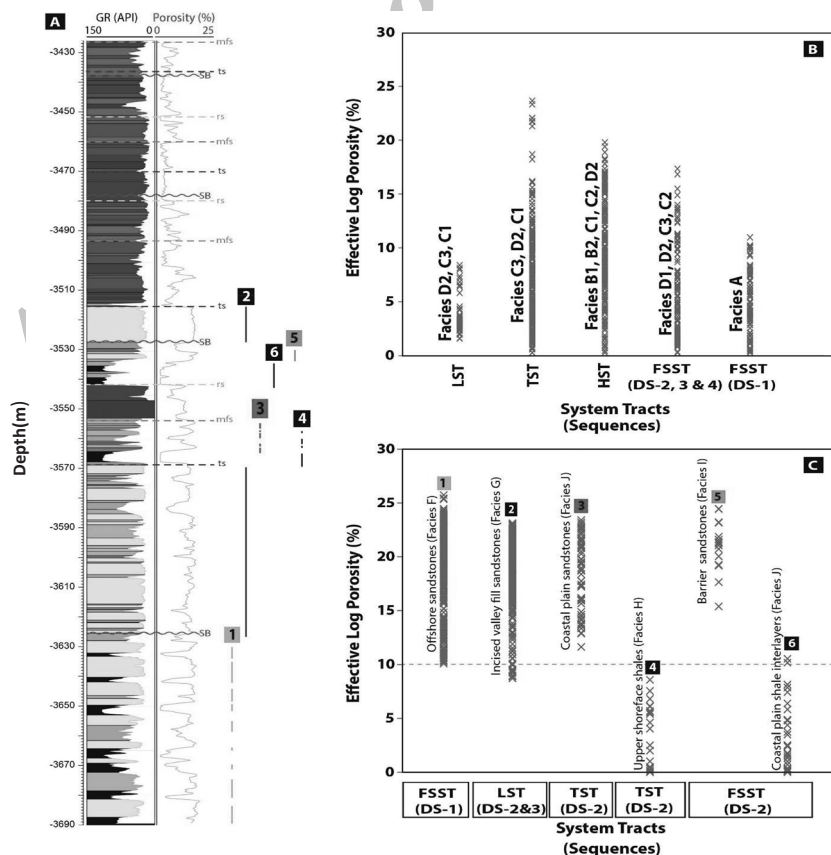 A
GR (API)
Porosity (%)
150
0
0
25
Depth(m)
-3430
-3450
-3470
-3490
-3510
-3530
-3550
-3570
-3590
-3610
-3630
-3650
-3670
-3690
mfs
ts
SB
rs
mfs
ts
SB
rs
mfs
ts
SB
rs
mfs
ts
SB
2
5
6
3
4
1
B
Effective Log Porosity (%)
30
25
20
15
10
5
0
Facies D2, C3, C1
Facies C3, D2, C1
Facies B1, B2, C1, C2, D2
Facies D1, D2, C3, C2
Facies A
LST
TST
HST
FSST
(DS-2, 3 & 4)
FSST
(DS-1)
System Tracts
(Sequences)
C
Effective Log Porosity (%)
30
25
20
15
10
5
0
1
Offshore sandstones (Facies F)
2
Incised valley fill sandstones (Facies G)
3
Coastal plain sandstones (Facies J)
4
Upper shoreface shales (Facies H)
5
Barrier sandstones (Facies I)
6
Coastal plain shale interlayers (Facies J)
FSST
(DS-1)
LST
(DS-2&3)
TST
(DS-2)
TST
(DS-2)
FSST
(DS-2)
System Tracts
(Sequences)